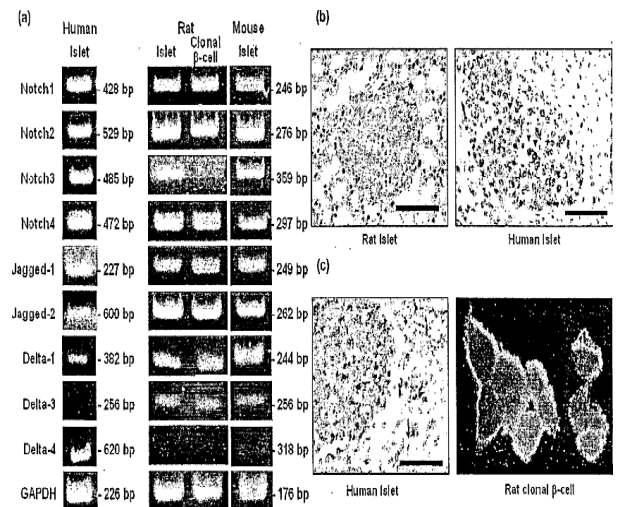 (a)
Human
Islet
Rat
Islet
Clonal
β-cell
Mouse
Islet
Notch1
428 bp
246 bp
Notch2
529 bp
276 bp
Notch3
485 bp
359 bp
Notch4
472 bp
297 bp
Jagged-1
227 bp
249 bp
Jagged-2
600 bp
262 bp
Delta-1
382 bp
244 bp
Delta-3
256 bp
256 bp
Delta-4
620 bp
318 bp
GAPDH
226 bp
176 bp
(b)
Rat Islet
Human Islet
(c)
Human Islet
Rat clonal β-cell